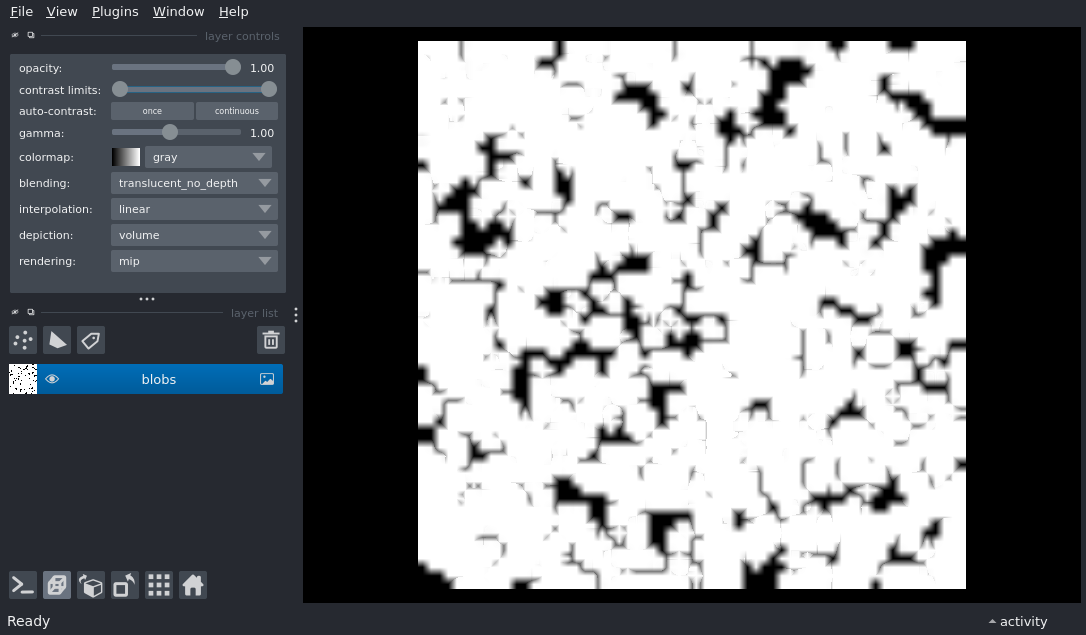 File View Plugins Window Help
layer controls
opacity: 1.00
contrast limits:
auto-contrast: once continuous
gamma: 1.00
colormap: gray
blending: translucent_no_depth
interpolation: linear
depiction: volume
rendering: mip
layer list
blobs
Ready activity